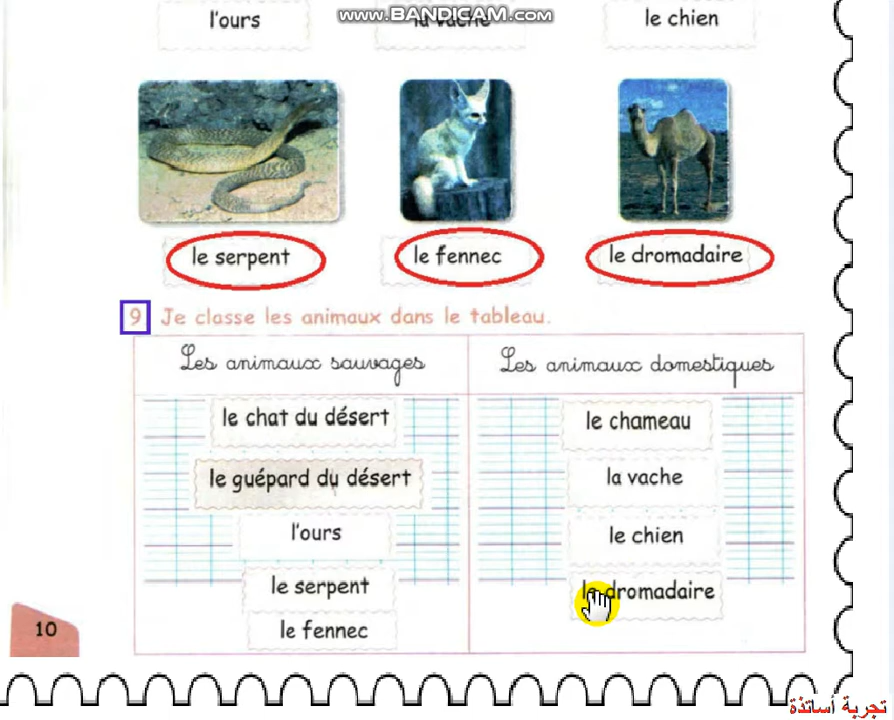 www.BANDICAM.com
l'ours la vache le chien
le serpent le fennec le dromadaire
9 Je classe les animaux dans le tableau.
Les animaux sauvages Les animaux domestiques
le chat du désert le chameau
le guépard du désert la vache
l'ours le chien
le serpent le dromadaire
le fennec
10
تجربة أساتذة